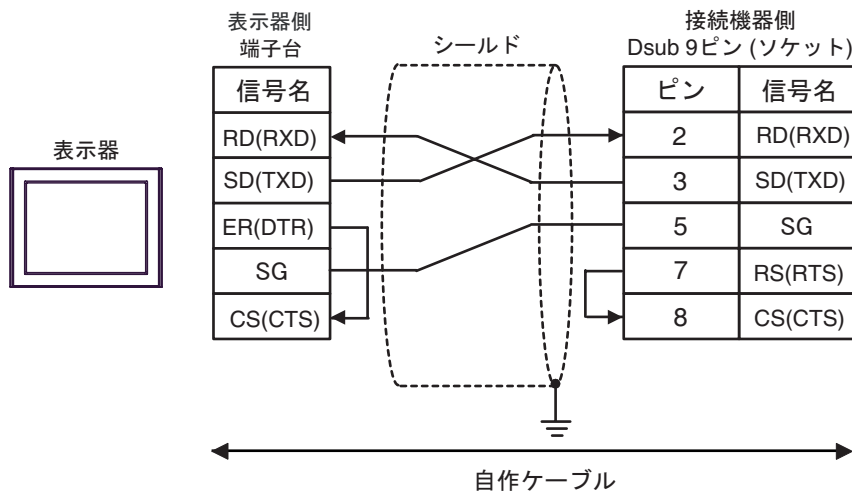 表示器側
端子台
シールド
接続機器側
Dsub 9ピン (ソケット)
信号名
ピン 信号名
RD(RXD)
2 RD(RXD)
表示器
SD(TXD)
3 SD(TXD)
ER(DTR)
5 SG
SG
7 RS(RTS)
CS(CTS)
8 CS(CTS)
自作ケーブル